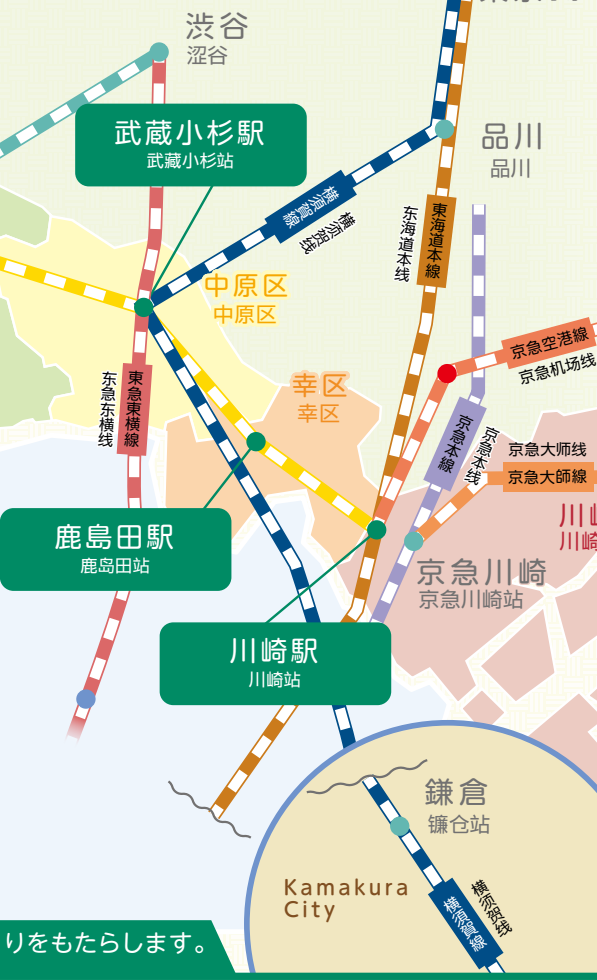 渋谷
涩谷
武蔵小杉駅
武藏小杉站
品川
品川
横須賀線
横须贺线
東海道本線
东海道本线
中原区
中原区
京急空港線
京急机场线
東急東横線
东急东横线
幸区
幸区
京急本線
京急本线
京急大师线
京急大師線
川崎
川崎
鹿島田駅
鹿岛田站
京急川崎
京急川崎站
川崎駅
川崎站
鎌倉
镰仓站
Kamakura
City
横須賀線
横须贺线
りをもたらします。